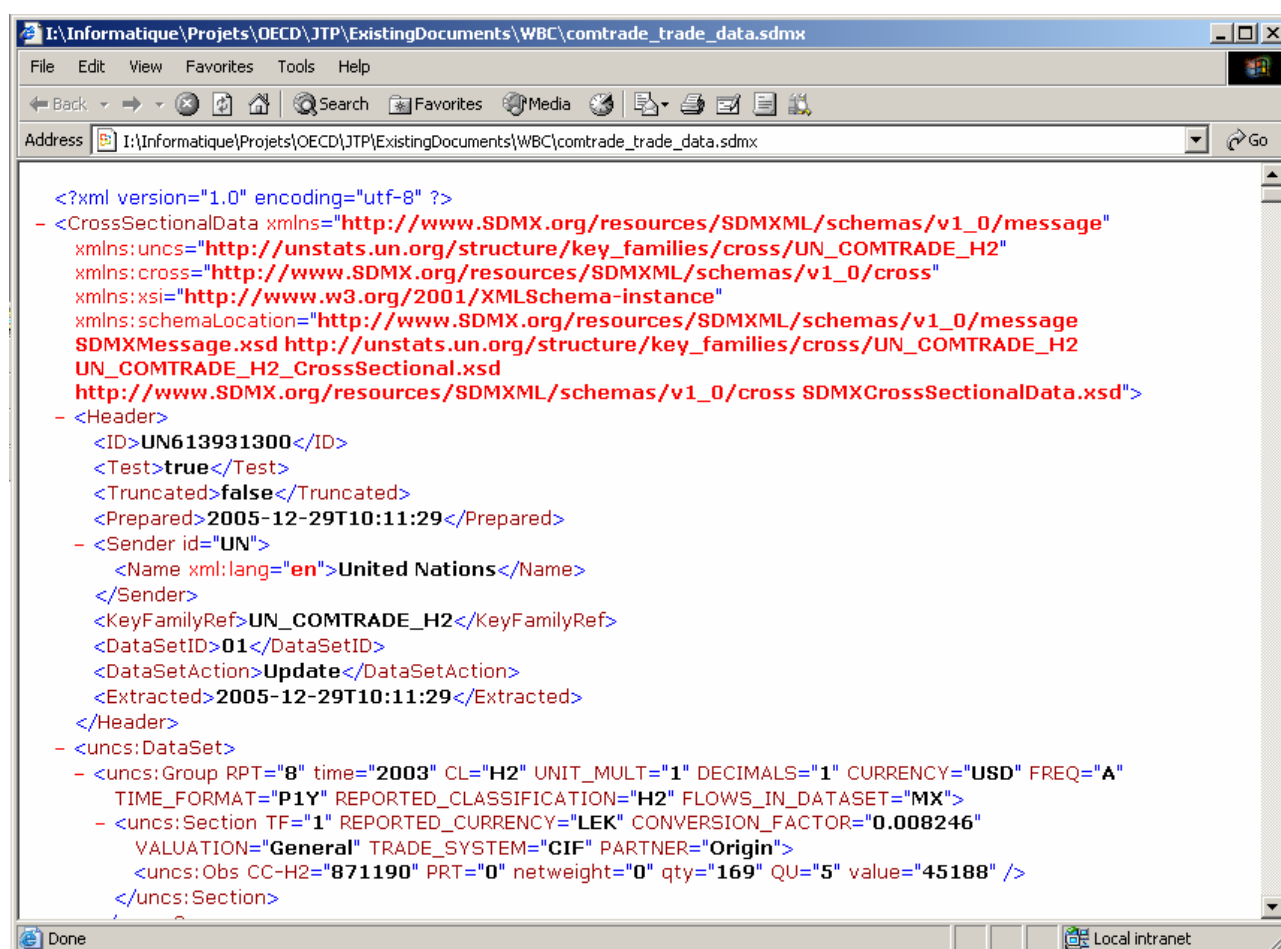 I:\Informatique\Projets\OECD\JTP\ExistingDocuments\WBC\comtrade_trade_data.sdmx
File Edit View Favorites Tools Help
Back Search Favorites Media
Address I:\Informatique\Projets\OECD\JTP\ExistingDocuments\WBC\comtrade_trade_data.sdmx Go
<?xml version="1.0" encoding="utf-8" ?>
- <CrossSectionalData xmlns="http://www.SDMX.org/resources/SDMXML/schemas/v1_0/message"
xmlns:uncs="http://unstats.un.org/structure/key_families/cross/UN_COMTRADE_H2"
xmlns:cross="http://www.SDMX.org/resources/SDMXML/schemas/v1_0/cross"
xmlns:xsi="http://www.w3.org/2001/XMLSchema-instance"
xmlns:schemaLocation="http://www.SDMX.org/resources/SDMXML/schemas/v1_0/message
SDMXMessage.xsd http://unstats.un.org/structure/key_families/cross/UN_COMTRADE_H2
UN_COMTRADE_H2_CrossSectional.xsd
http://www.SDMX.org/resources/SDMXML/schemas/v1_0/cross SDMXCrossSectionalData.xsd">
- <Header>
<ID>UN613931300</ID>
<Test>true</Test>
<Truncated>false</Truncated>
<Prepared>2005-12-29T10:11:29</Prepared>
- <Sender id="UN">
<Name xml:lang="en">United Nations</Name>
</Sender>
<KeyFamilyRef>UN_COMTRADE_H2</KeyFamilyRef>
<DataSetID>01</DataSetID>
<DataSetAction>Update</DataSetAction>
<Extracted>2005-12-29T10:11:29</Extracted>
</Header>
- <uncs:DataSet>
- <uncs:Group RPT="8" time="2003" CL="H2" UNIT_MULT="1" DECIMALS="1" CURRENCY="USD" FREQ="A"
TIME_FORMAT="P1Y" REPORTED_CLASSIFICATION="H2" FLOWS_IN_DATASET="MX">
- <uncs:Section TF="1" REPORTED_CURRENCY="LEK" CONVERSION_FACTOR="0.008246"
VALUATION="General" TRADE_SYSTEM="CIF" PARTNER="Origin">
<uncs:Obs CC-H2="871190" PRT="0" netweight="0" qty="169" QU="5" value="45188" />
</uncs:Section>
Done Local intranet